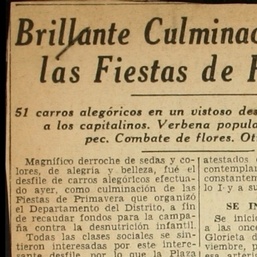 Brillante Culminac
las Fiestas de
51 carros alegóricos en un vistoso des
a los capitalinos. Verbena popula
pec. Combate de flores. Ot
Magnífico derroche de sedas y co-
lores, de alegría y belleza, fué el
desfile de carros alegóricos efectua-
do ayer, como culminación de las
Fiestas de Primavera que organizó
el Departamento del Distrito, a fin
de recaudar fondos para la campa-
ña contra la desnutrición infantil.
Todas las clases sociales se sin-
tieron interesadas por este intere-
sante desfile, por lo que la Plaza
atestados
contempla
constantem
lo I y a su
SE IN
Se inició
a las once
Glorieta d
viembre, p